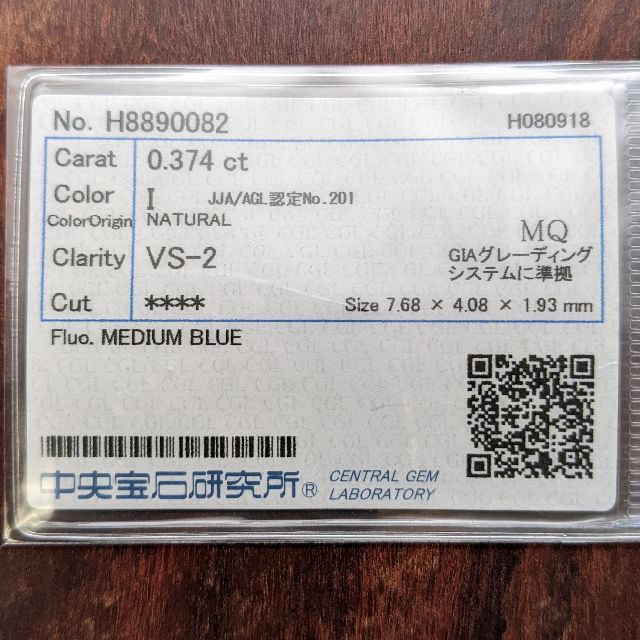 No. H8890082 H080918
Carat 0.374 ct
Color I JJA/AGL認定No.201
ColorOrigin NATURAL
MQ
Clarity VS-2 GIAグレーディング
システムに準拠
Cut **** Size 7.68 × 4.08 × 1.93 mm
Fluo. MEDIUM BLUE
中央宝石研究所® CENTRAL GEM
LABORATORY